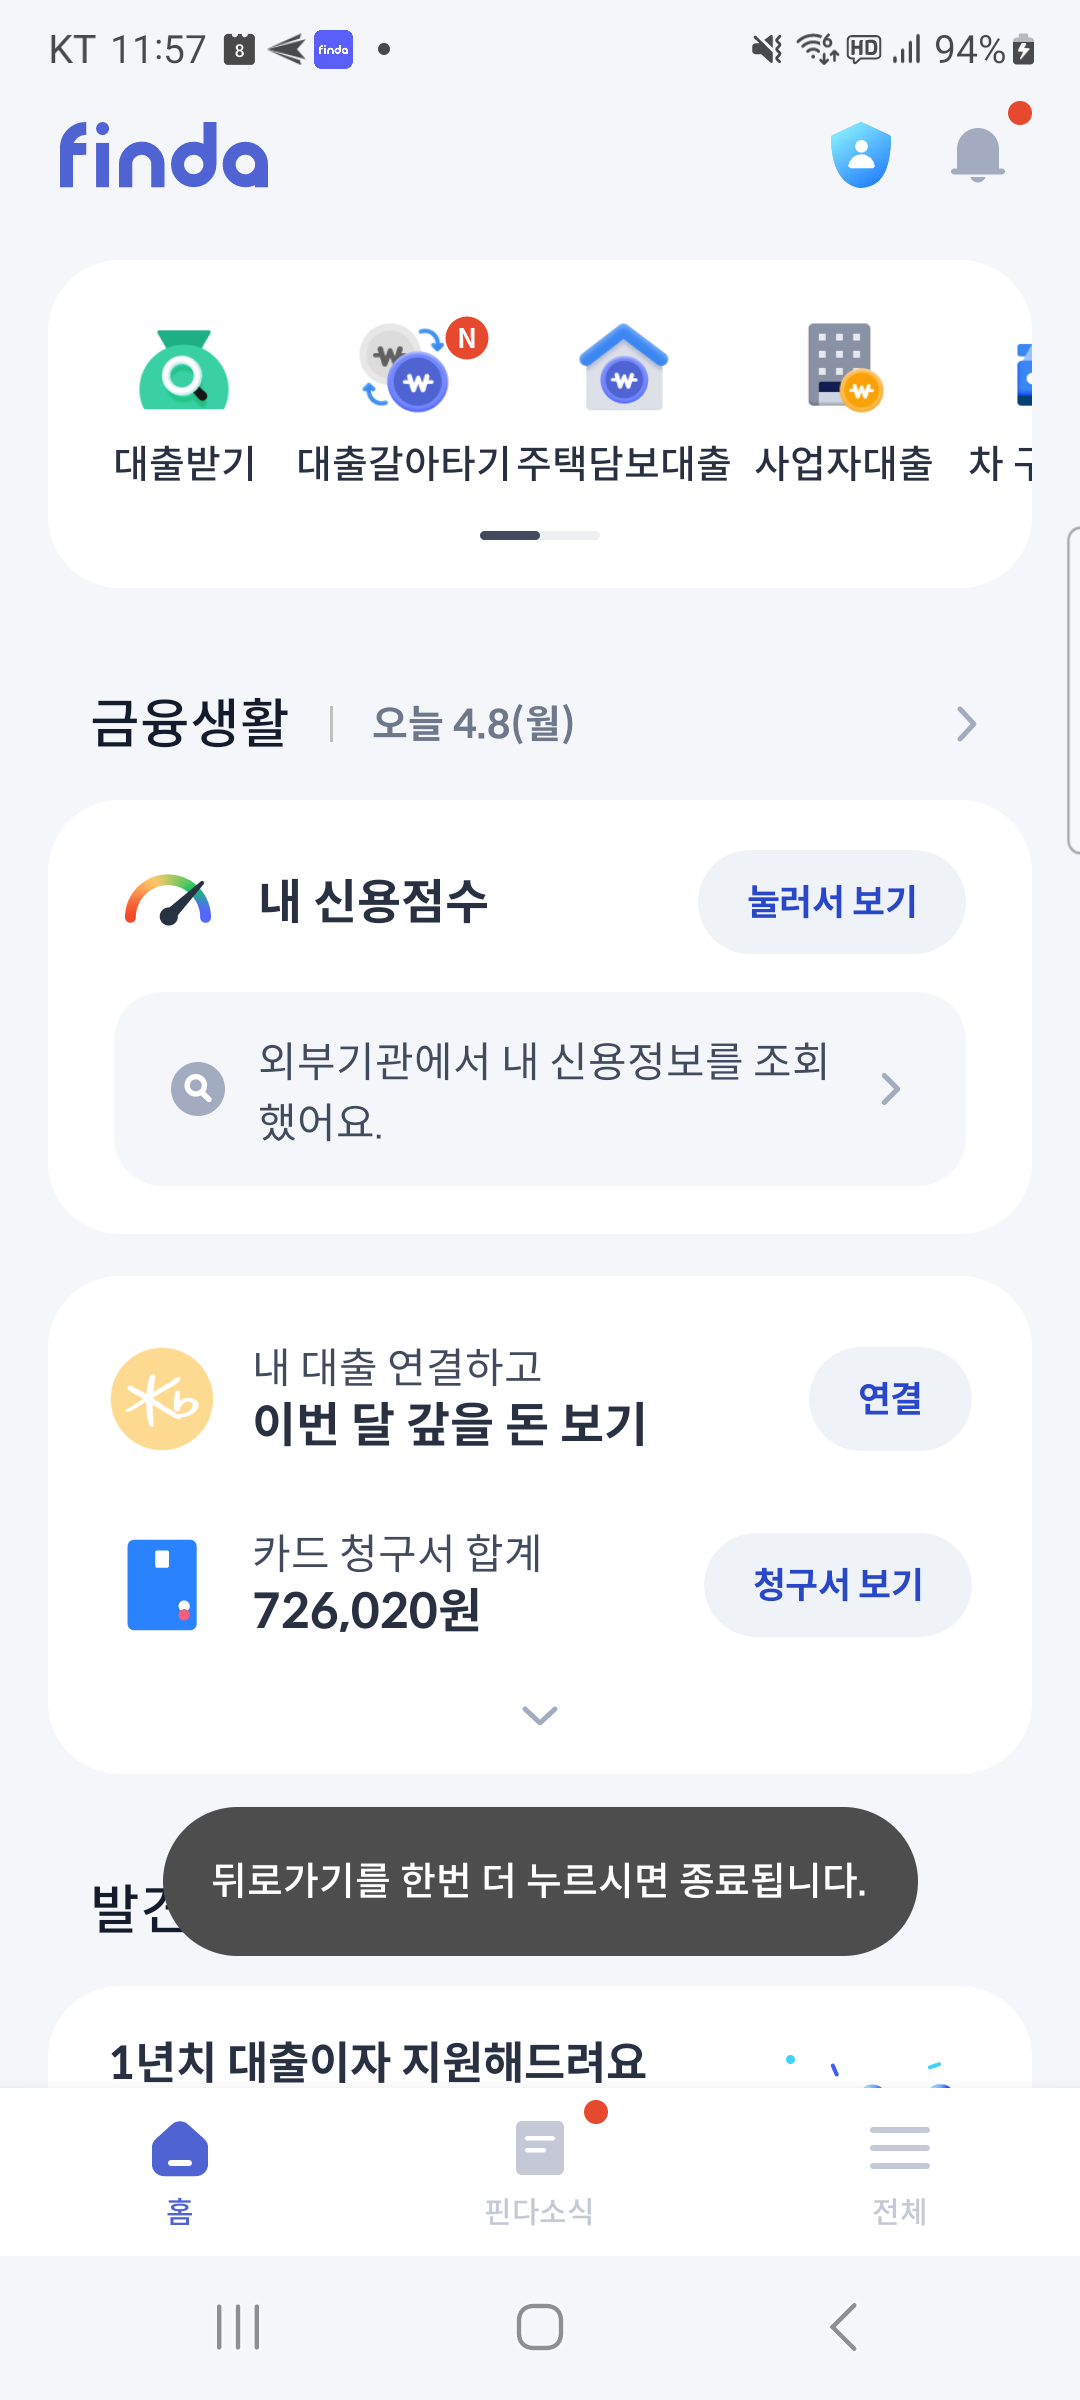 KT 11:57 8 finda 6 HD 94%
finda
N
대출받기 대출갈아타기 주택담보대출 사업자대출 차
금융생활 오늘 4.8(월)
내 신용점수 눌러서 보기
외부기관에서 내 신용정보를 조회
했어요.
내 대출 연결하고
이번 달 갚을 돈 보기 연결
카드 청구서 합계
726,020원 청구서 보기
뒤로가기를 한번 더 누르시면 종료됩니다.
1년치 대출이자 지원해드려요
홈 핀다소식 전체